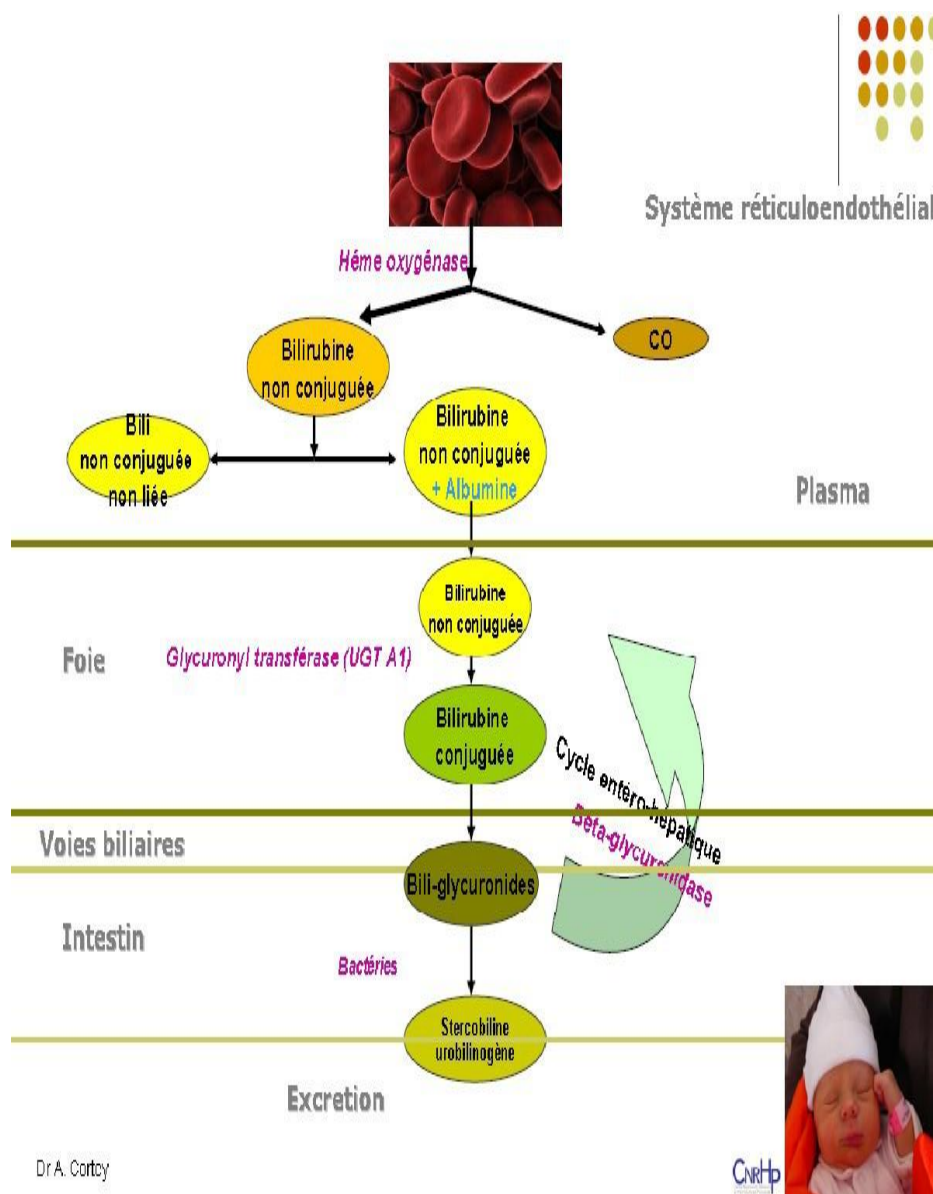 Système réticuloendothélial
Héme oxygénase
CO
Bilirubine
non conjuguée
Bili
non conjuguée
non liée
Bilirubine
non conjuguée
+ Albumine
Plasma
Bilirubine
non conjuguée
Foie
Glycuronyl transférase (UGT A1)
Bilirubine
conjuguée
Cycle entéro-hépatique
Béta-glycuronidase
Voies biliaires
Bili-glycuronides
Intestin
Bactéries
Stercobiline
urobilinogène
Excretion
Dr A. Cortey
CNRHP